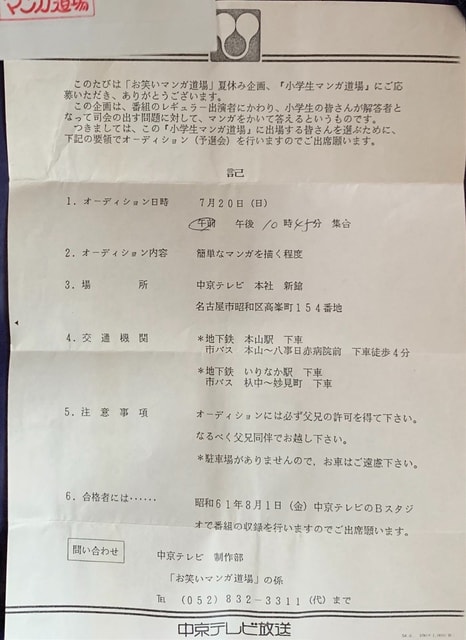 マンガ道場
このたびは「お笑いマンガ道場」夏休み企画、『小学生マンガ道場』にご応
募いただき、ありがとうございます。
この企画は、番組のレギュラー出演者にかわり、小学生の皆さんが解答者と
なって司会の出す問題に対して、マンガをかいて答えるというものです。
つきましては、この『小学生マンガ道場』に出場する皆さんを選ぶために、
下記の要領でオーディション（予選会）を行いますのでご出席願います。
記
1．オーディション日時　7月20日（日）
午前　午後　10時45分　集合
2．オーディション内容　簡単なマンガを描く程度
3．場　　所　中京テレビ　本社　新館
名古屋市昭和区高峯町154番地
4．交通機関　＊地下鉄　本山駅　下車
市バス　本山～八事日赤病院前　下車徒歩4分
＊地下鉄　いりなか駅　下車
市バス　杁中～妙見町　下車
5．注意事項　オーディションには必ず父兄の許可を得て下さい。
なるべく父兄同伴でお越し下さい。
＊駐車場がありませんので、お車はご遠慮下さい。
6．合格者には……　昭和61年8月1日（金）中京テレビのBスタジ
オで番組の収録を行いますのでご出席願います。
問い合わせ　中京テレビ　制作部
「お笑いマンガ道場」の係
℡　（052）832－3311（代）まで
中京テレビ放送